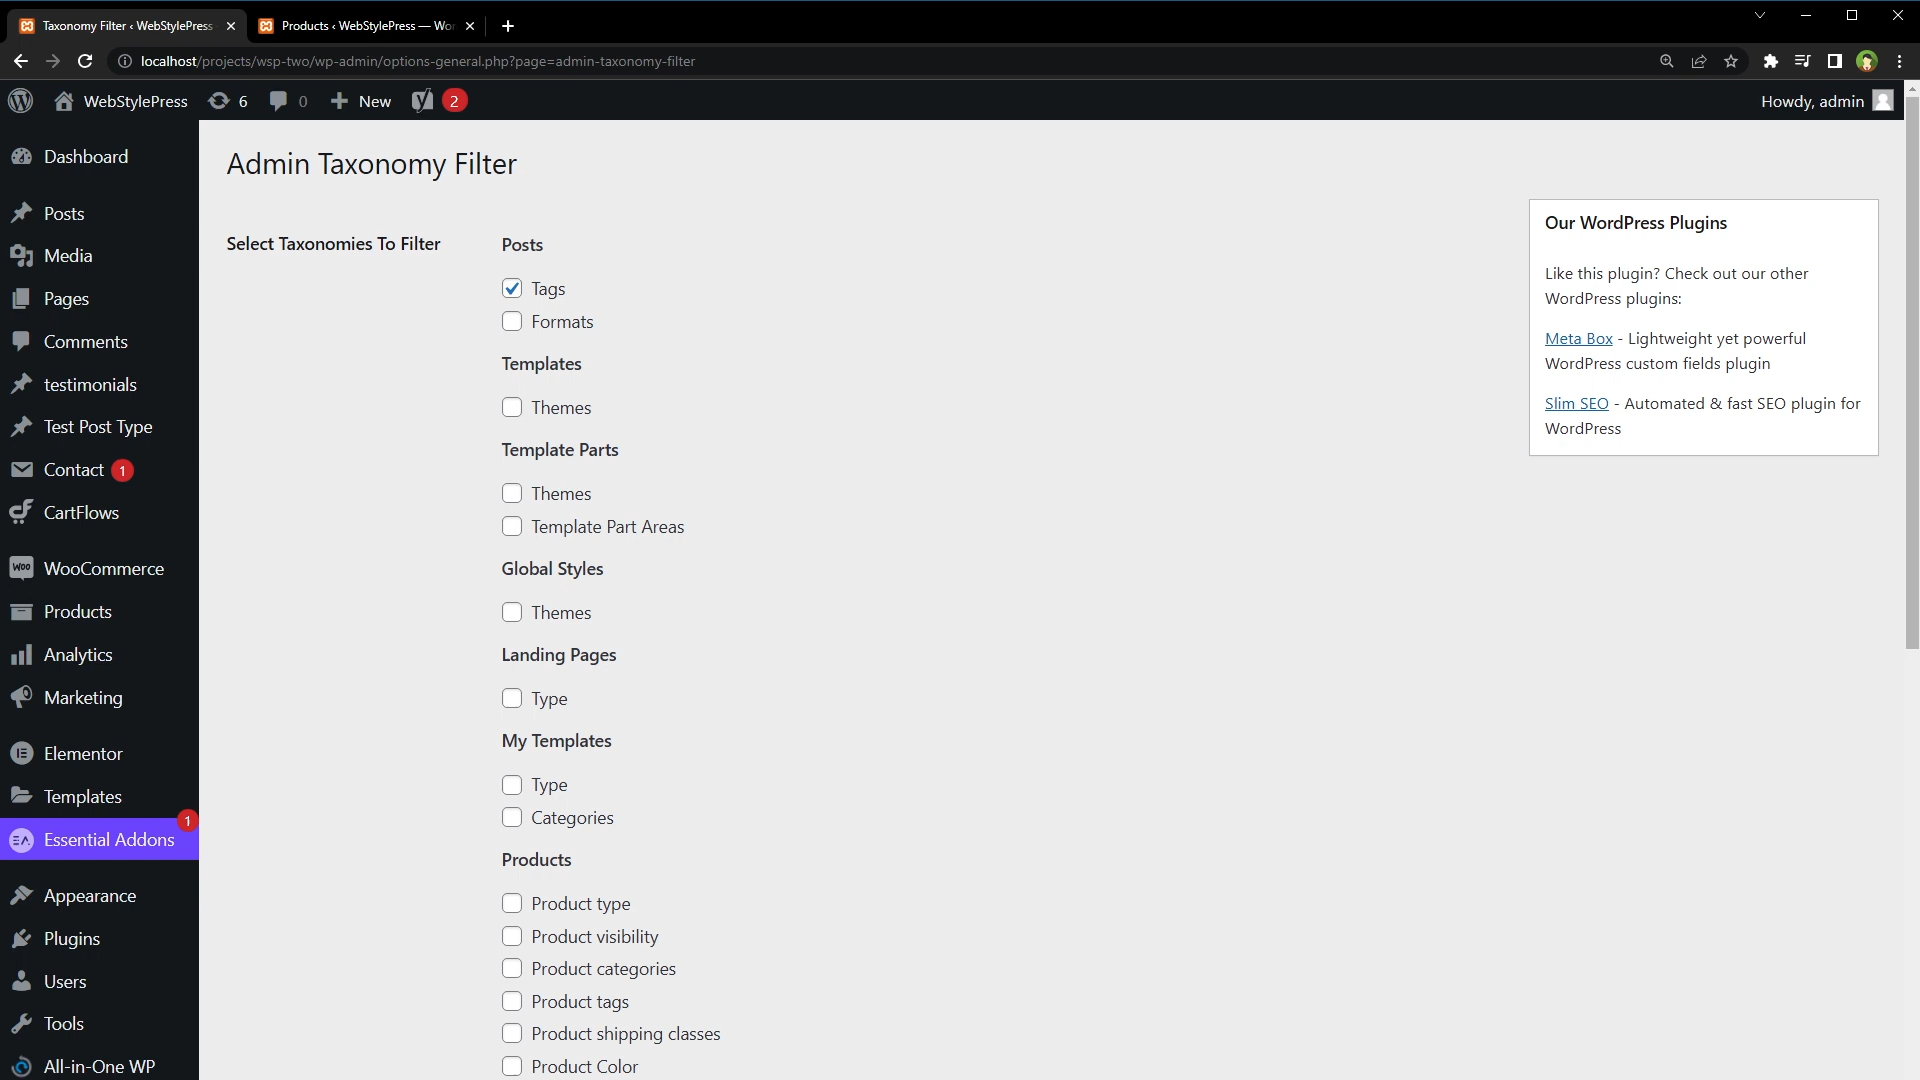 Taxonomy Filter ‹ WebStylePress
Products ‹ WebStylePress — Wor
localhost/projects/wsp-two/wp-admin/options-general.php?page=admin-taxonomy-filter
WebStylePress
6
0
New
2
Howdy, admin
Dashboard
Posts
Media
Pages
Comments
testimonials
Test Post Type
Contact 1
CartFlows
WooCommerce
Products
Analytics
Marketing
Elementor
Templates
1
Essential Addons
Appearance
Plugins
Users
Tools
All-in-One WP
Admin Taxonomy Filter
Select Taxonomies To Filter
Posts
Tags
Formats
Templates
Themes
Template Parts
Themes
Template Part Areas
Global Styles
Themes
Landing Pages
Type
My Templates
Type
Categories
Products
Product type
Product visibility
Product categories
Product tags
Product shipping classes
Product Color
Our WordPress Plugins
Like this plugin? Check out our other
WordPress plugins:
Meta Box - Lightweight yet powerful
WordPress custom fields plugin
Slim SEO - Automated & fast SEO plugin for
WordPress